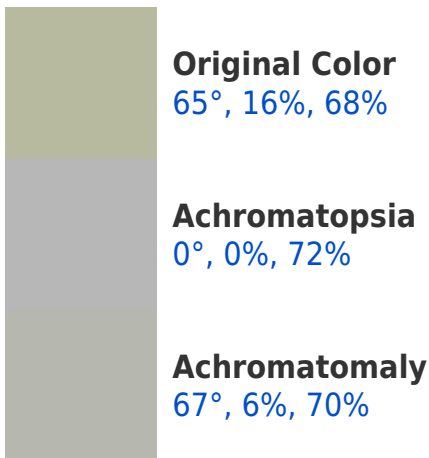 Original Color
65°, 16%, 68%
Achromatopsia
0°, 0%, 72%
Achromatomaly
67°, 6%, 70%